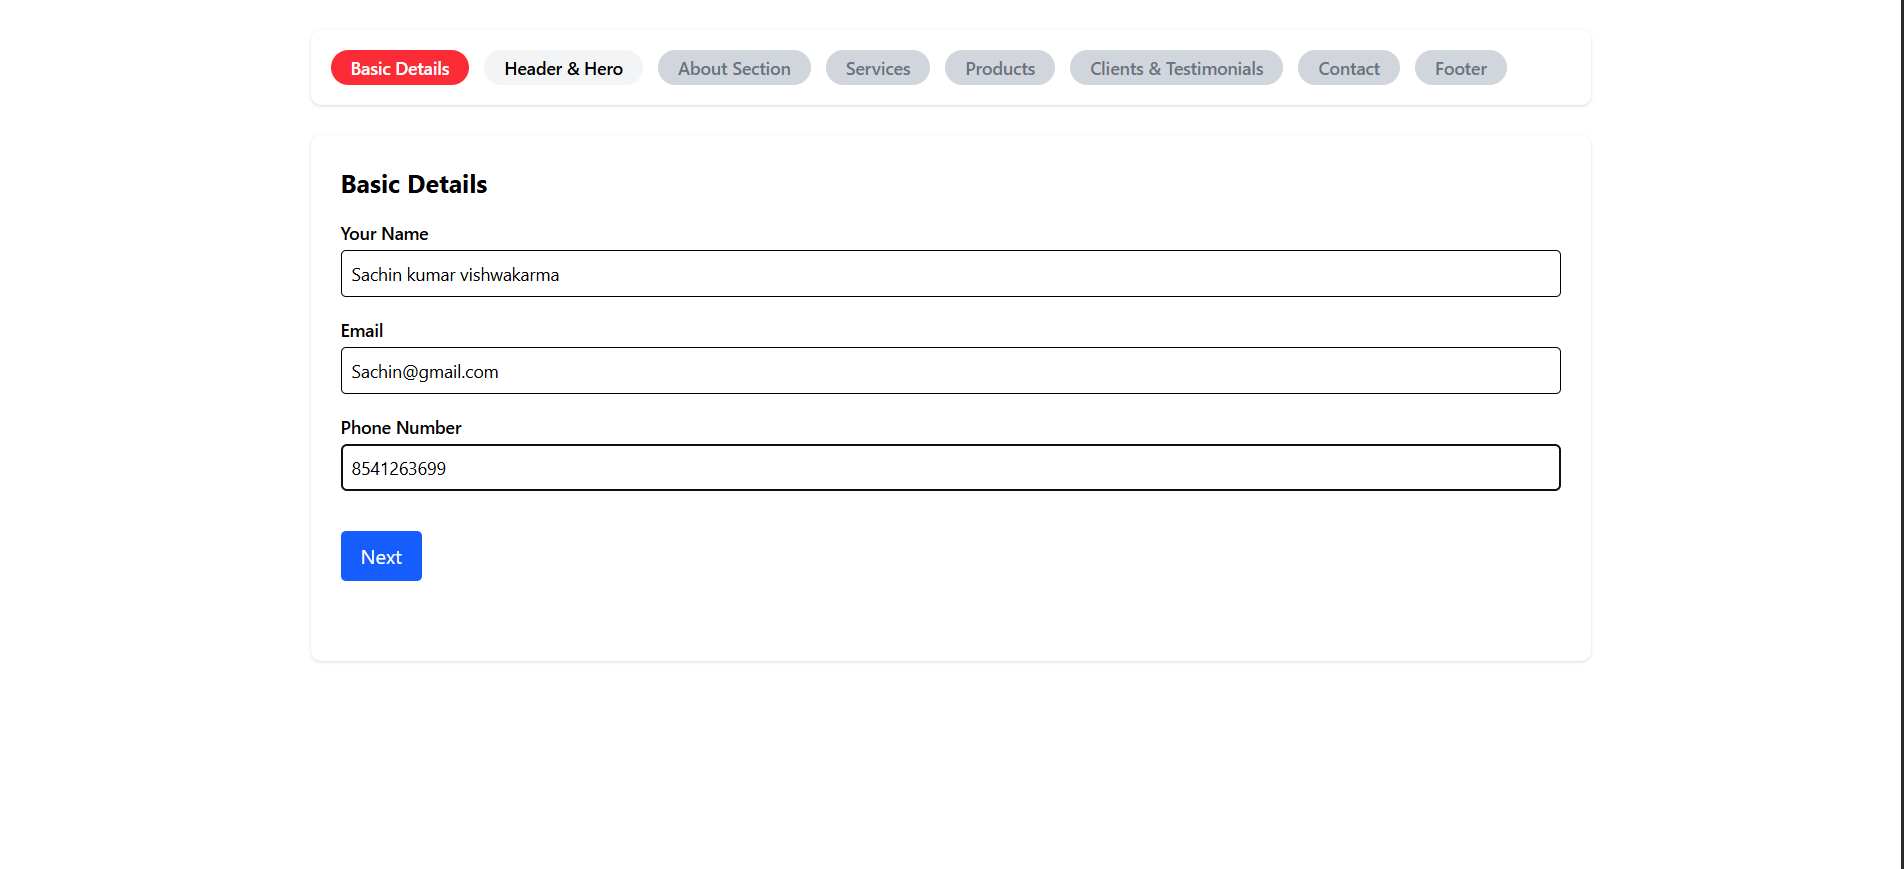 Basic Details Header & Hero About Section Services Products Clients & Testimonials Contact Footer
Basic Details
Your Name
Sachin kumar vishwakarma
Email
Sachin@gmail.com
Phone Number
8541263699
Next